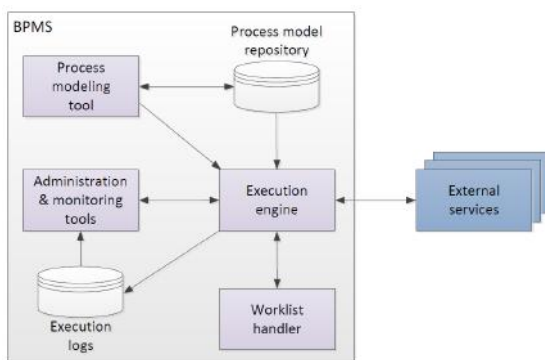 BPMS
Process model
repository
Process
modeling
tool
Administration
& monitoring
tools
Execution
engine
External
services
Execution
logs
Worklist
handler